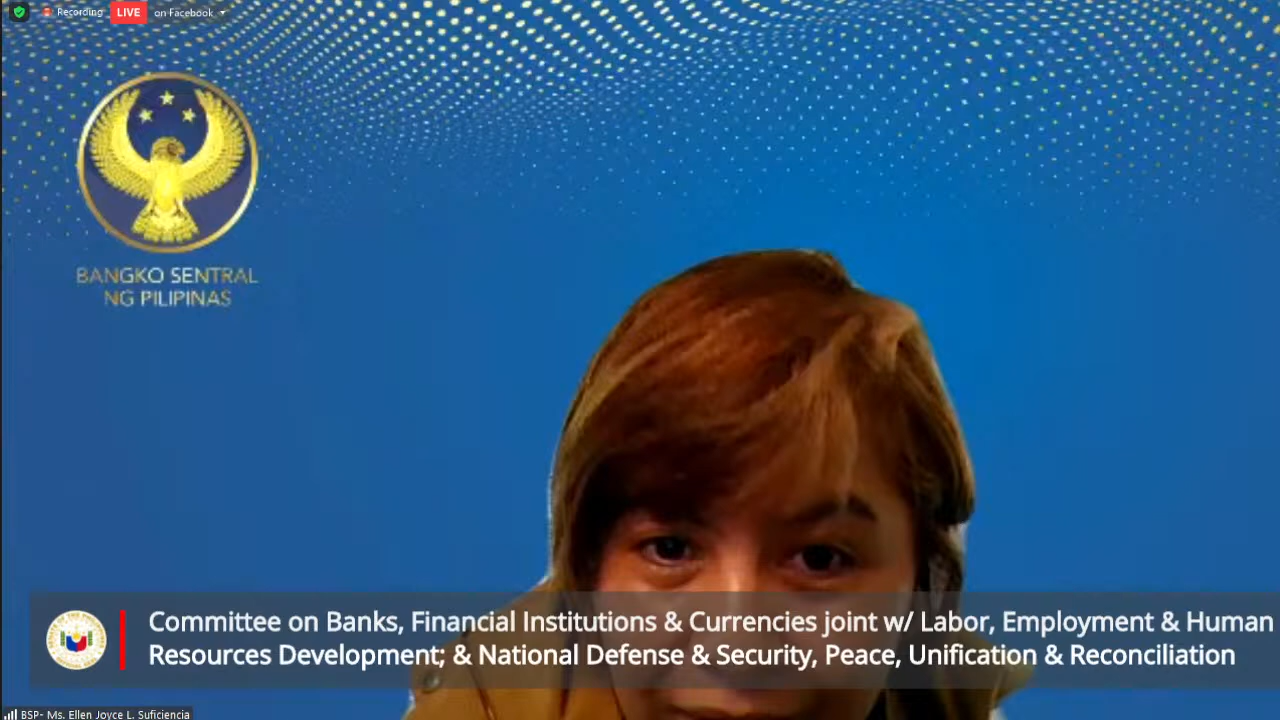 Recording LIVE on Facebook
BANGKO SENTRAL
NG PILIPINAS
Committee on Banks, Financial Institutions & Currencies joint w/ Labor, Employment & Human
Resources Development; & National Defense & Security, Peace, Unification & Reconciliation
BSP- Ms. Ellen Joyce L. Suficiencia